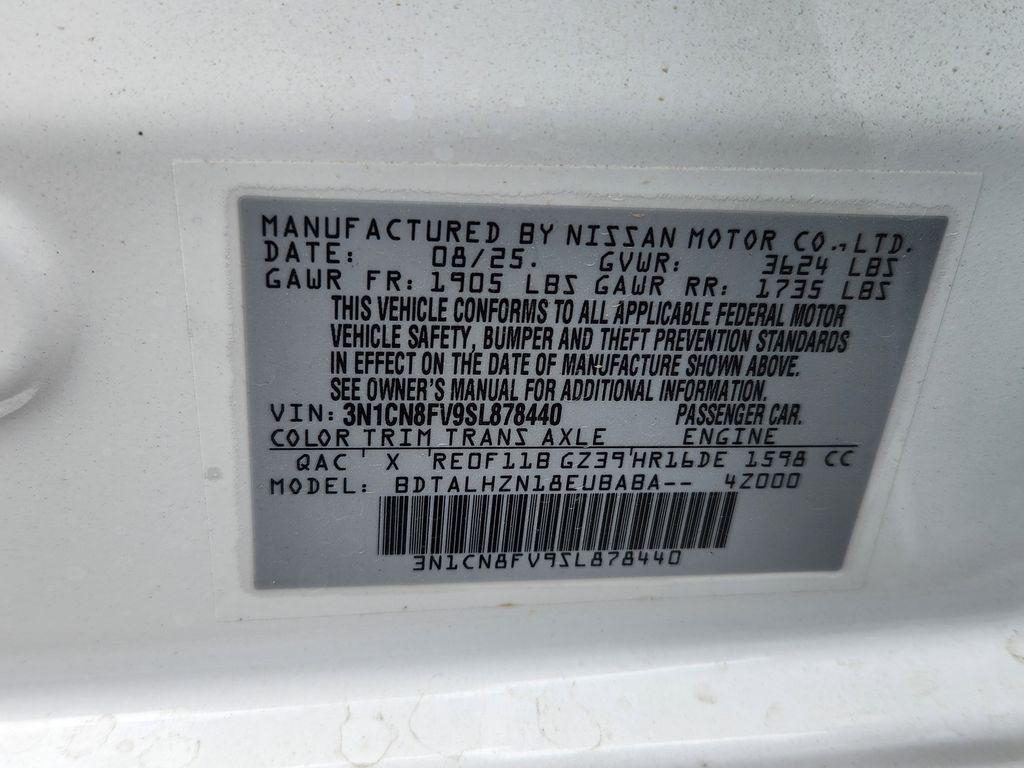 MANUFACTURED BY NISSAN MOTOR CO., LTD.
DATE: 08/25. GVWR: 3624 LBS
GAWR FR: 1905 LBS GAWR RR: 1735 LBS
THIS VEHICLE CONFORMS TO ALL APPLICABLE FEDERAL MOTOR
VEHICLE SAFETY, BUMPER AND THEFT PREVENTION STANDARDS
IN EFFECT ON THE DATE OF MANUFACTURE SHOWN ABOVE.
SEE OWNER'S MANUAL FOR ADDITIONAL INFORMATION.
VIN: 3N1CN8FV9SL878440 PASSENGER CAR.
COLOR TRIM TRANS AXLE ENGINE
QAC X RE0F11B GZ39 HR16DE 1598 CC
MODEL: BDTALHZN18EUBABA-- 4Z000
3N1CN8FV9SL878440